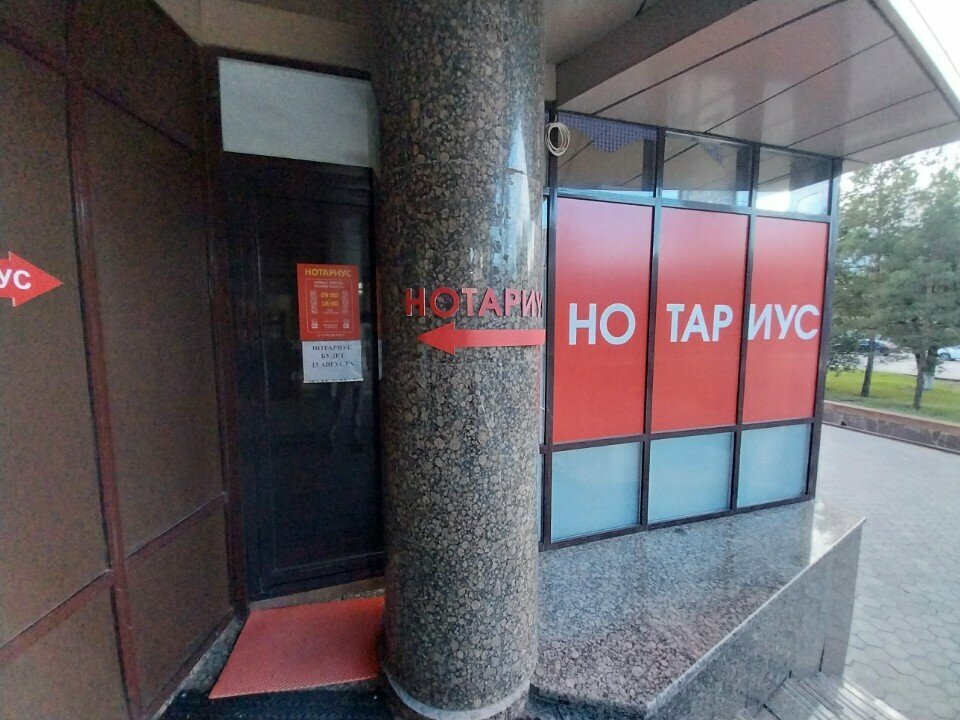 УС
НОТАРИУС
09:00
18:00
НОТАРИУС
БУДЕТ
15 АВГУСТА
НОТАРИУ
НО ТАР ИУС